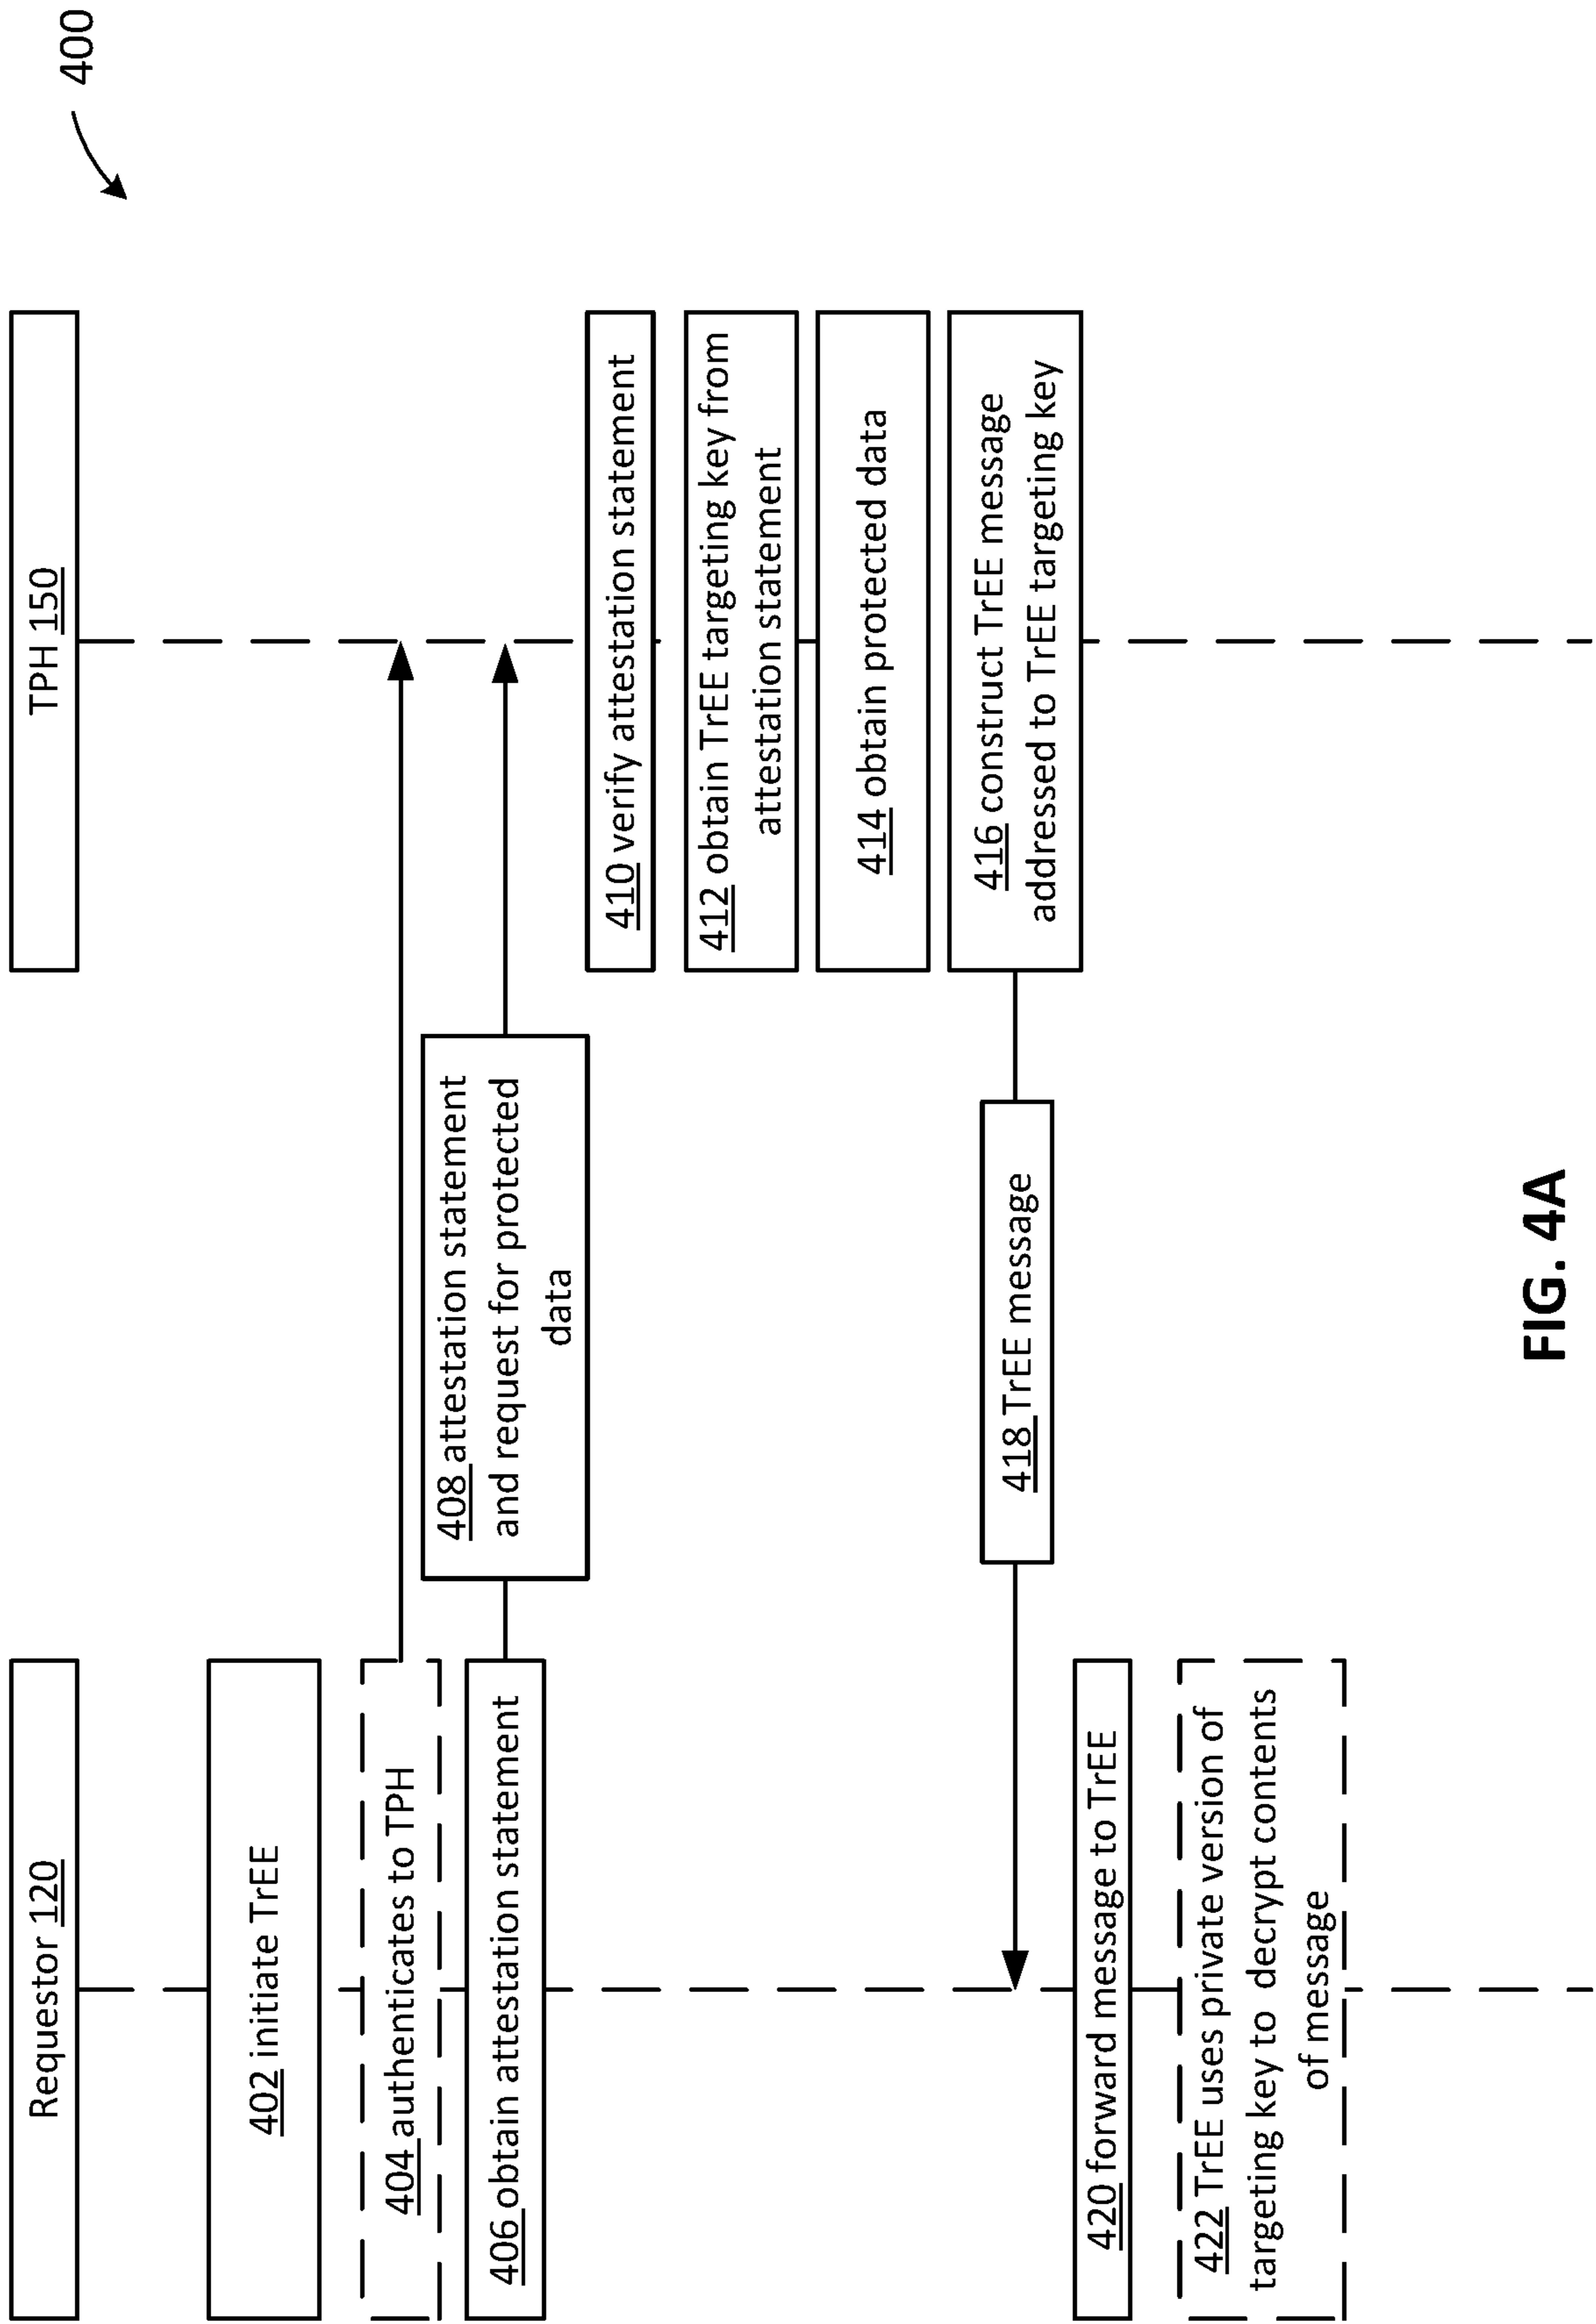 400
Requestor 120
TPH 150
402 initiate TrEE
404 authenticates to TPH
406 obtain attestation statement
408 attestation statement
and request for protected
data
410 verify attestation statement
412 obtain TrEE targeting key from
attestation statement
414 obtain protected data
416 construct TrEE message
addressed to TrEE targeting key
418 TrEE message
420 forward message to TrEE
422 TrEE uses private version of
targeting key to decrypt contents
of message
FIG. 4A